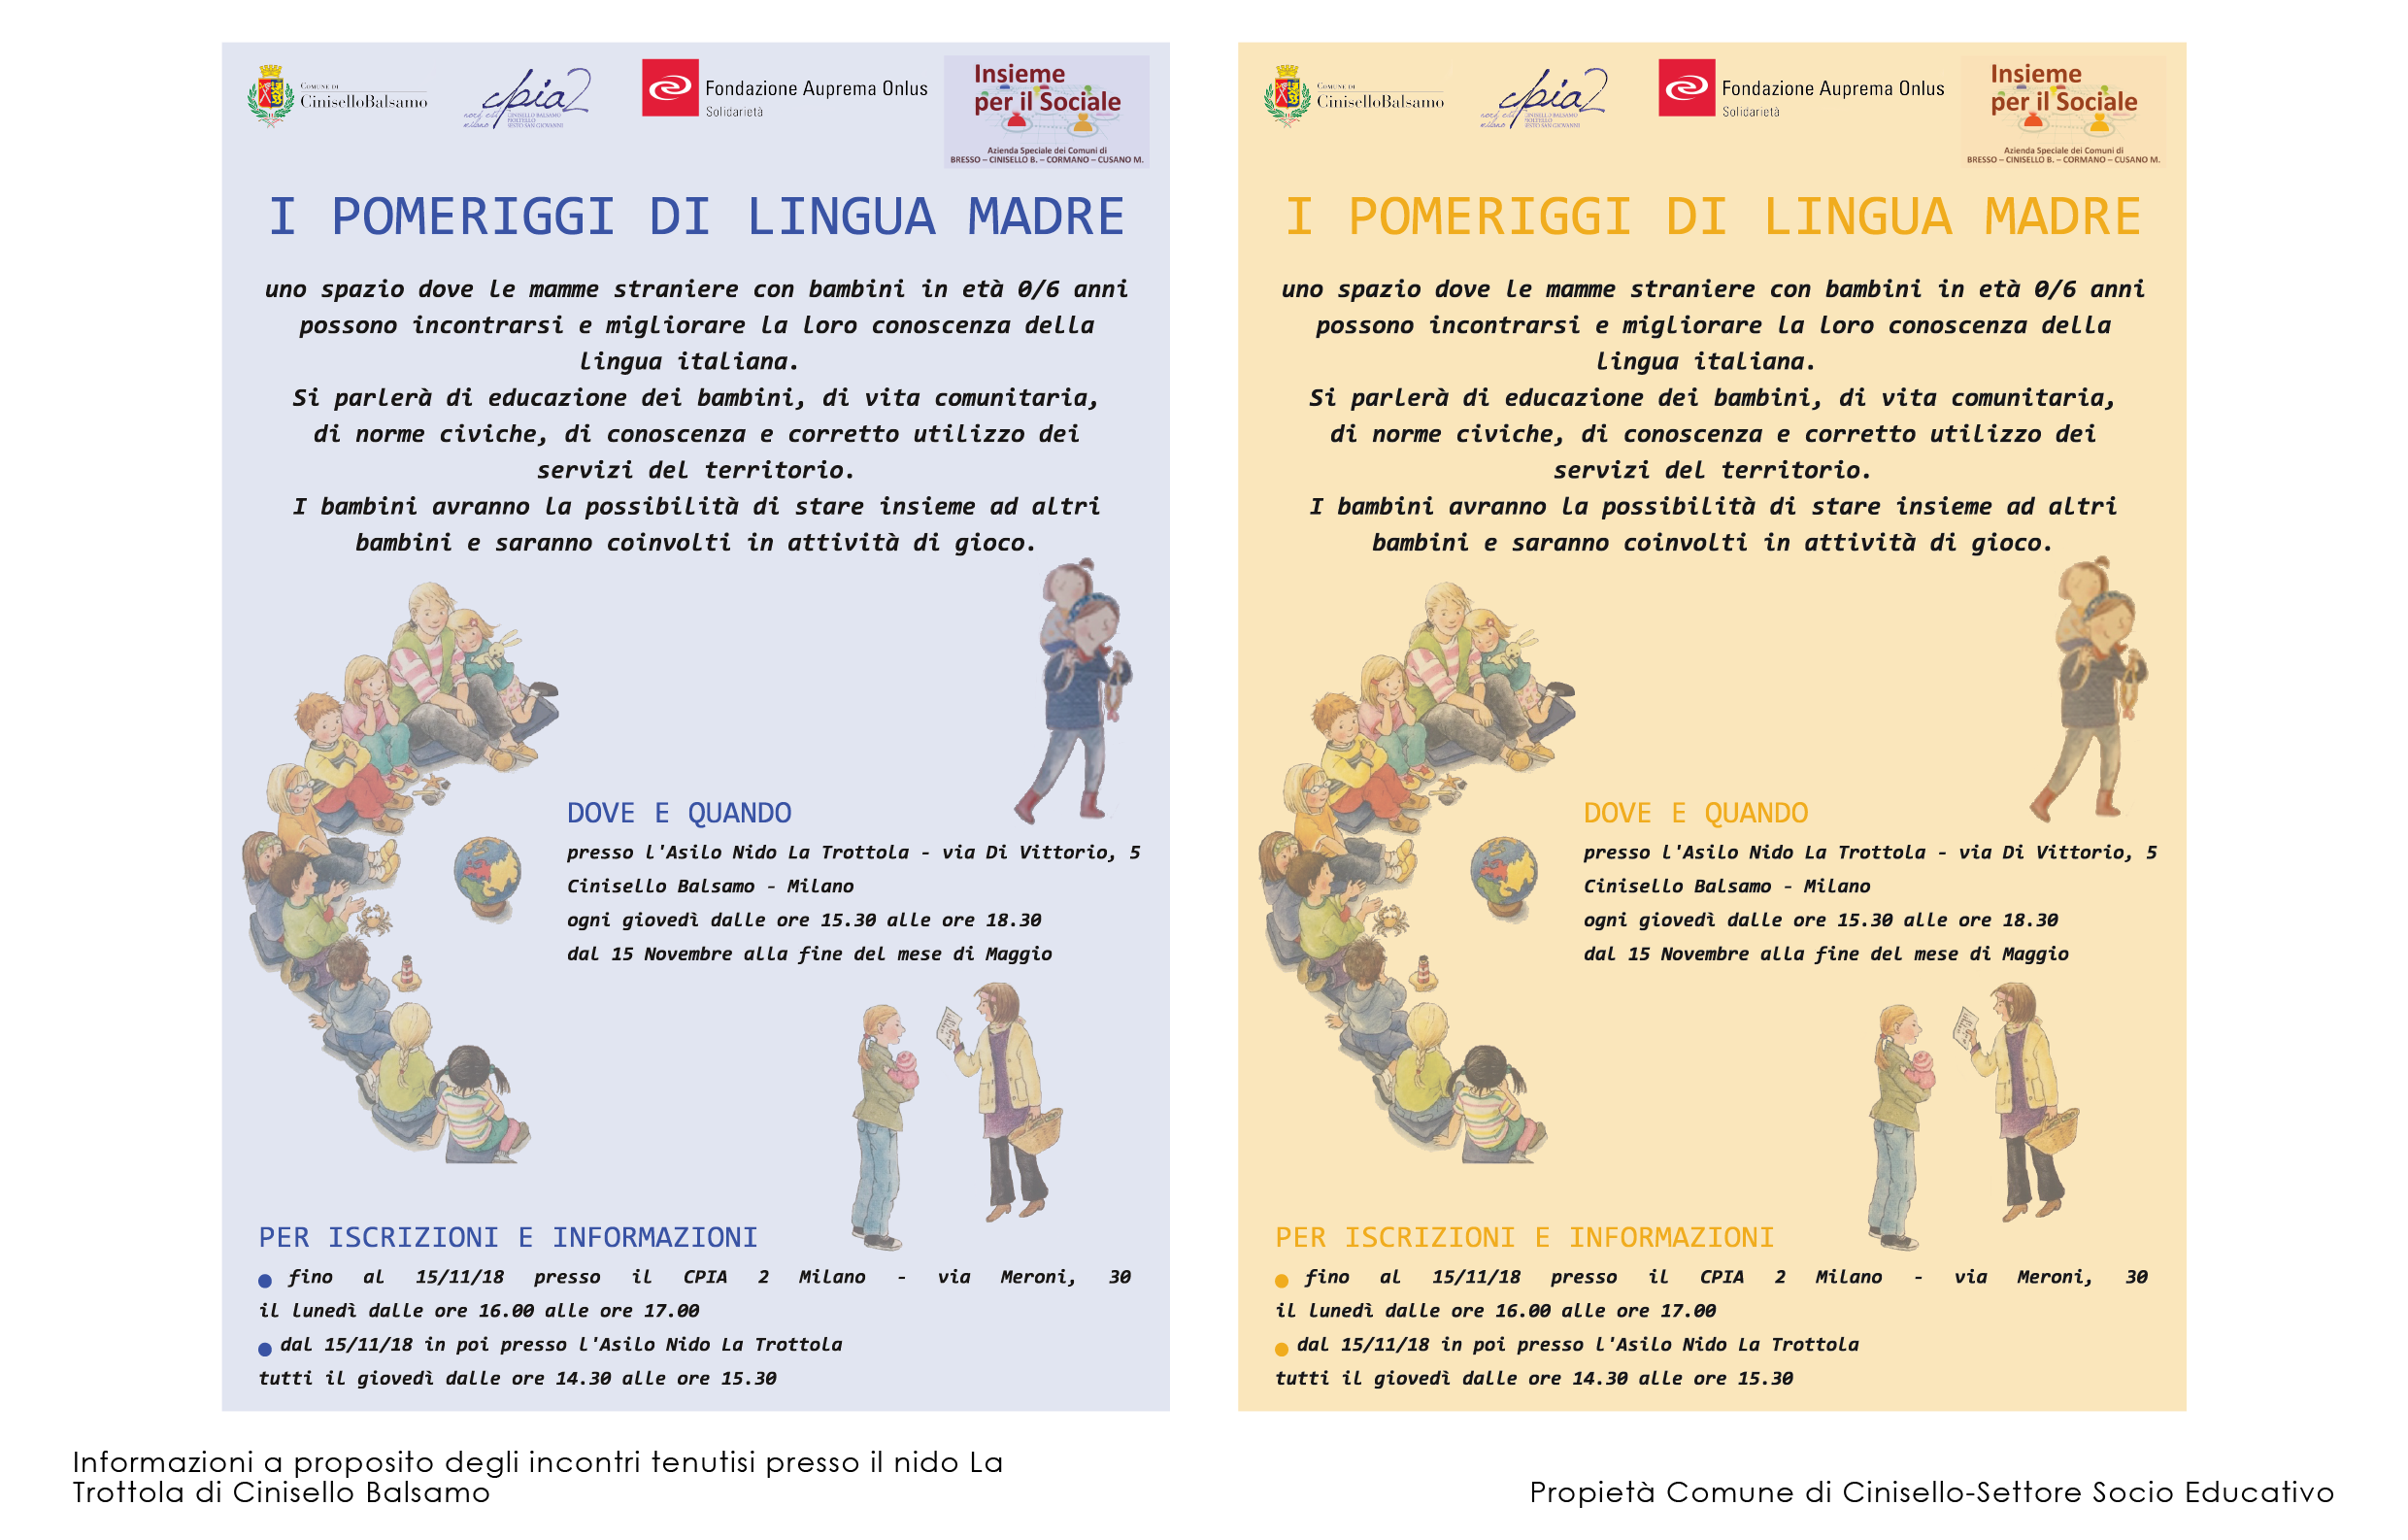 COMUNE DI
CiniselloBalsamo
cpia2
CINISELLO BALSAMO
PIOLTELLO
SESTO SAN GIOVANNI
milano
Fondazione Auprema Onlus
Solidarietà
Insieme
per il Sociale
Azienda Speciale dei Comuni di
BRESSO – CINISELLO B. – CORMANO – CUSANO M.
I POMERIGGI DI LINGUA MADRE
uno spazio dove le mamme straniere con bambini in età 0/6 anni
possono incontrarsi e migliorare la loro conoscenza della
lingua italiana.
Si parlerà di educazione dei bambini, di vita comunitaria,
di norme civiche, di conoscenza e corretto utilizzo dei
servizi del territorio.
I bambini avranno la possibilità di stare insieme ad altri
bambini e saranno coinvolti in attività di gioco.
DOVE E QUANDO
presso l'Asilo Nido La Trottola - via Di Vittorio, 5
Cinisello Balsamo - Milano
ogni giovedì dalle ore 15.30 alle ore 18.30
dal 15 Novembre alla fine del mese di Maggio
PER ISCRIZIONI E INFORMAZIONI
● fino al 15/11/18 presso il CPIA 2 Milano - via Meroni, 30
il lunedì dalle ore 16.00 alle ore 17.00
● dal 15/11/18 in poi presso l'Asilo Nido La Trottola
tutti il giovedì dalle ore 14.30 alle ore 15.30
COMUNE DI
CiniselloBalsamo
cpia2
CINISELLO BALSAMO
PIOLTELLO
SESTO SAN GIOVANNI
milano
Fondazione Auprema Onlus
Solidarietà
Insieme
per il Sociale
Azienda Speciale dei Comuni di
BRESSO – CINISELLO B. – CORMANO – CUSANO M.
I POMERIGGI DI LINGUA MADRE
uno spazio dove le mamme straniere con bambini in età 0/6 anni
possono incontrarsi e migliorare la loro conoscenza della
lingua italiana.
Si parlerà di educazione dei bambini, di vita comunitaria,
di norme civiche, di conoscenza e corretto utilizzo dei
servizi del territorio.
I bambini avranno la possibilità di stare insieme ad altri
bambini e saranno coinvolti in attività di gioco.
DOVE E QUANDO
presso l'Asilo Nido La Trottola - via Di Vittorio, 5
Cinisello Balsamo - Milano
ogni giovedì dalle ore 15.30 alle ore 18.30
dal 15 Novembre alla fine del mese di Maggio
PER ISCRIZIONI E INFORMAZIONI
● fino al 15/11/18 presso il CPIA 2 Milano - via Meroni, 30
il lunedì dalle ore 16.00 alle ore 17.00
● dal 15/11/18 in poi presso l'Asilo Nido La Trottola
tutti il giovedì dalle ore 14.30 alle ore 15.30
Informazioni a proposito degli incontri tenutisi presso il nido La
Trottola di Cinisello Balsamo
Propietà Comune di Cinisello-Settore Socio Educativo